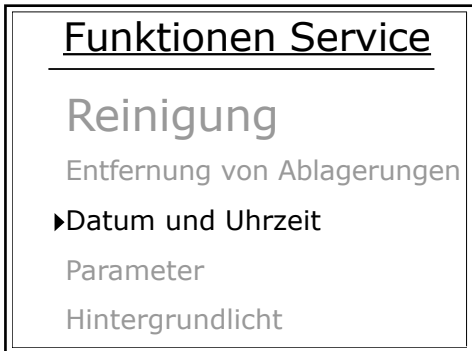 Funktionen Service
Reinigung
Entfernung von Ablagerungen
Datum und Uhrzeit
Parameter
Hintergrundlicht